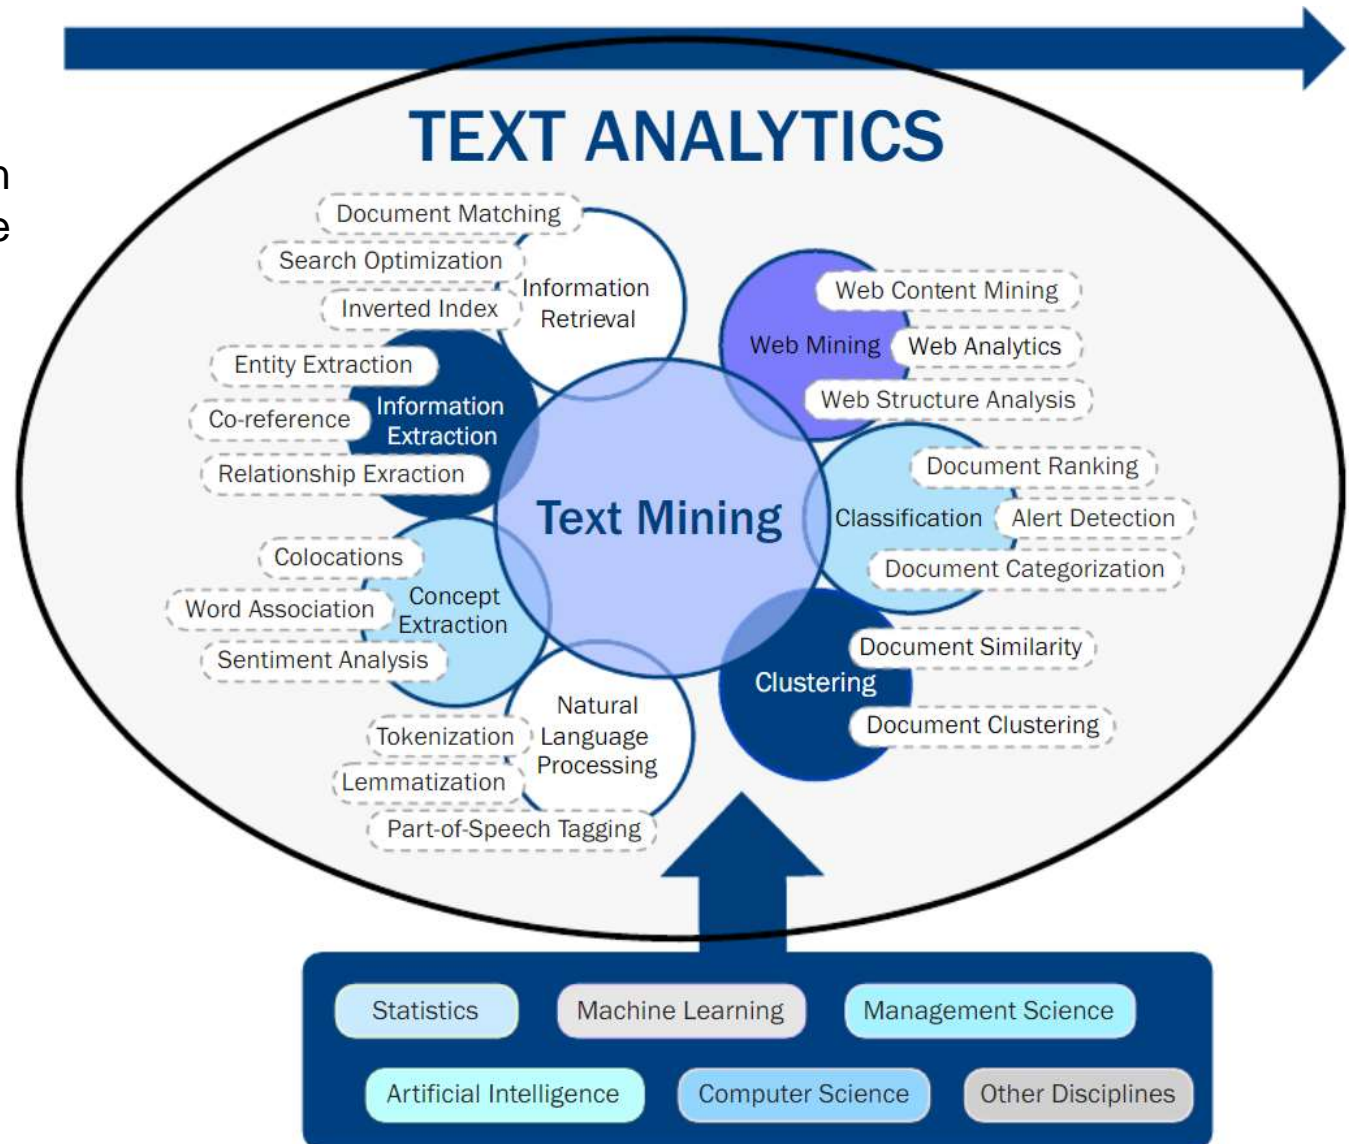 n
e
TEXT ANALYTICS
Document Matching
Search Optimization
Inverted Index
Information
Retrieval
Entity Extraction
Co-reference
Relationship Exraction
Information
Extraction
Colocations
Word Association
Sentiment Analysis
Concept
Extraction
Tokenization
Lemmatization
Part-of-Speech Tagging
Natural
Language
Processing
Text Mining
Web Mining
Web Content Mining
Web Analytics
Web Structure Analysis
Classification
Document Ranking
Alert Detection
Document Categorization
Clustering
Document Similarity
Document Clustering
Statistics
Machine Learning
Management Science
Artificial Intelligence
Computer Science
Other Disciplines